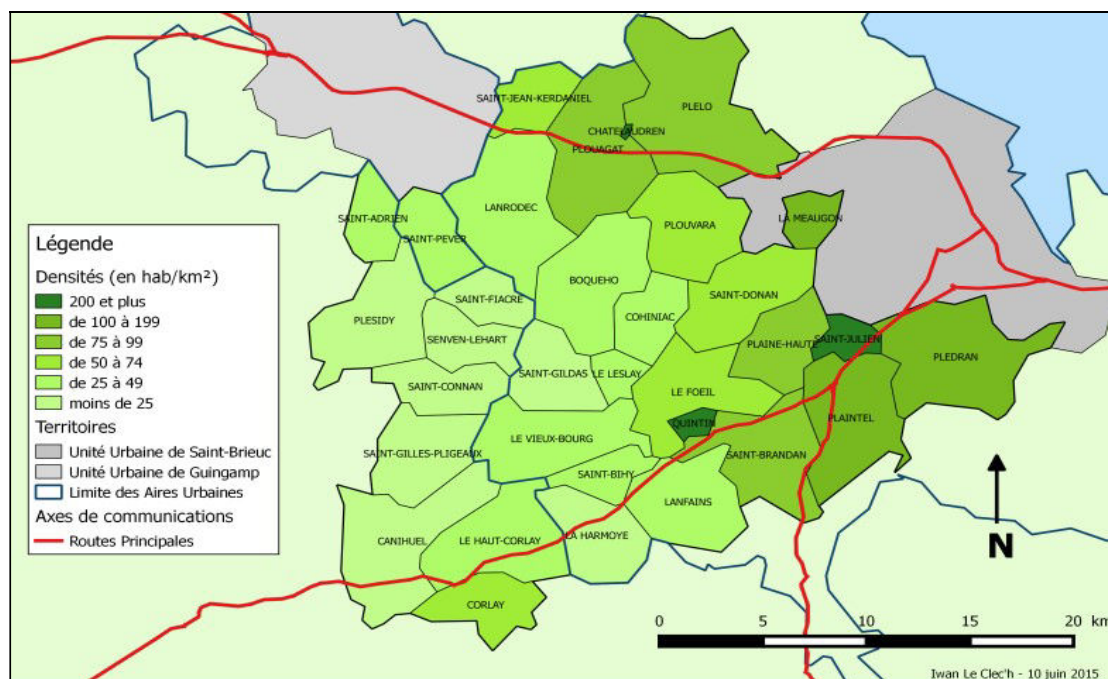 SAINT-JEAN-KERDANIEL
PLELO
CHATELAUDREN
PLOUAGAT
SAINT-ADRIEN
SAINT-PEVER
LANRODEC
PLOUVARA
LA MEAUGON
BOQUEHO
SAINT-DONAN
PLESIDY
SAINT-FIACRE
COHINIAC
SENVEN-LEHART
PLAINE-HAUTE
SAINT-JULIEN
PLEDRAN
SAINT-CONNAN
SAINT-GILDAS
LE LESLAY
LE FOEIL
PLAINTEL
QUINTIN
LE VIEUX-BOURG
SAINT-GILLES-PLIGEAUX
SAINT-BRANDAN
SAINT-BIHY
LANFAINS
CANIHUEL
LE HAUT-CORLAY
LA HARMOYE
CORLAY
Légende
Densités (en hab/km²)
200 et plus
de 100 à 199
de 75 à 99
de 50 à 74
de 25 à 49
moins de 25
Territoires
Unité Urbaine de Saint-Brieuc
Unité Urbaine de Guingamp
Limite des Aires Urbaines
Axes de communications
Routes Principales
N
0 5 10 15 20 km
Iwan Le Clec'h - 10 juin 2015